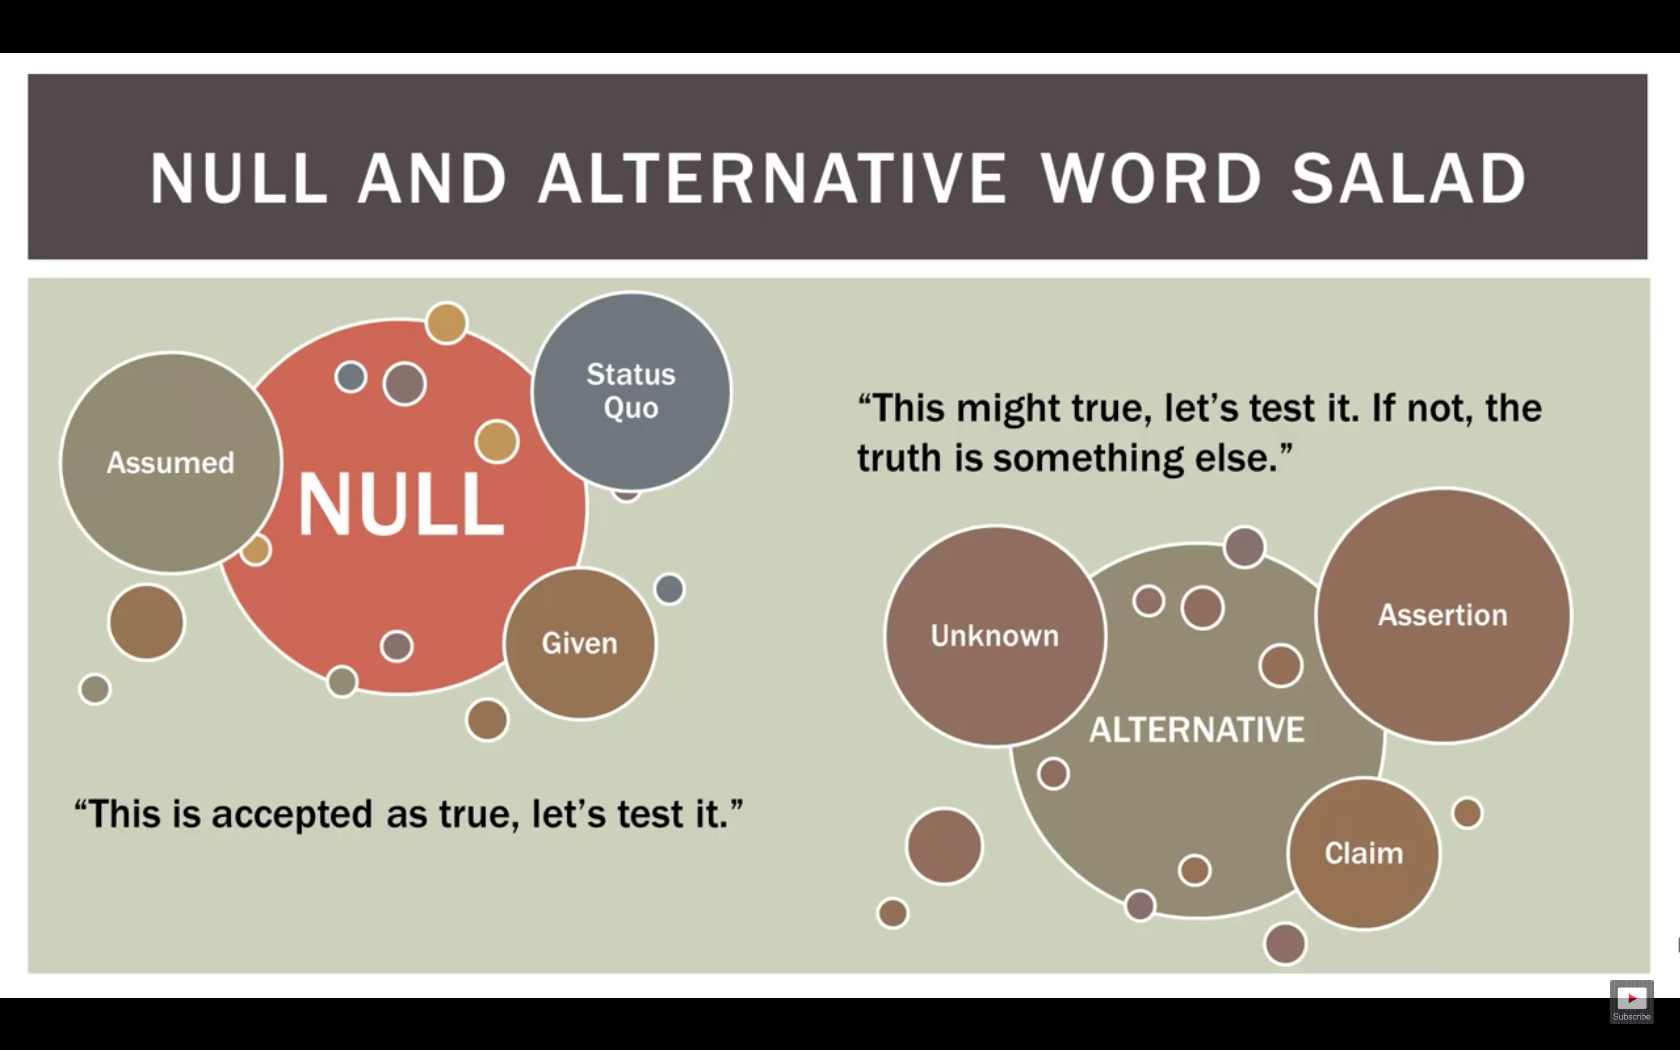 NULL AND ALTERNATIVE WORD SALAD
Status
Quo
Assumed
NULL
Given
“This is accepted as true, let’s test it.”
“This might true, let’s test it. If not, the
truth is something else.”
Unknown
Assertion
ALTERNATIVE
Claim
Subscribe